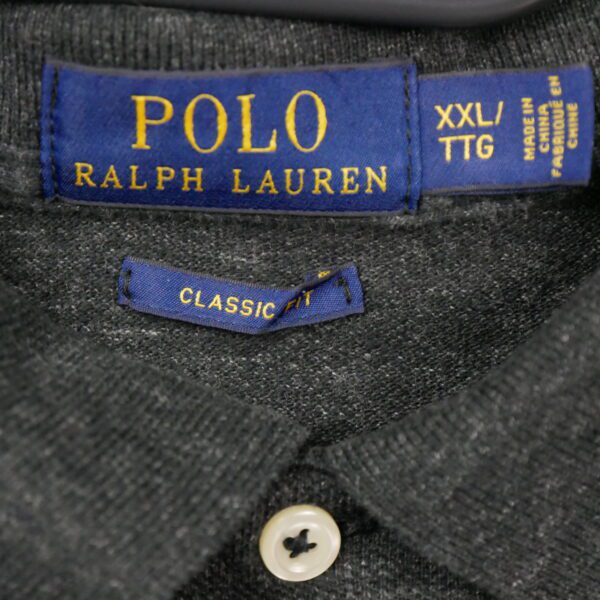 POLO
RALPH LAUREN
XXL/
TTG
MADE IN
CHINA
FABRIQUÉ EN
CHINE
CLASSIC FIT